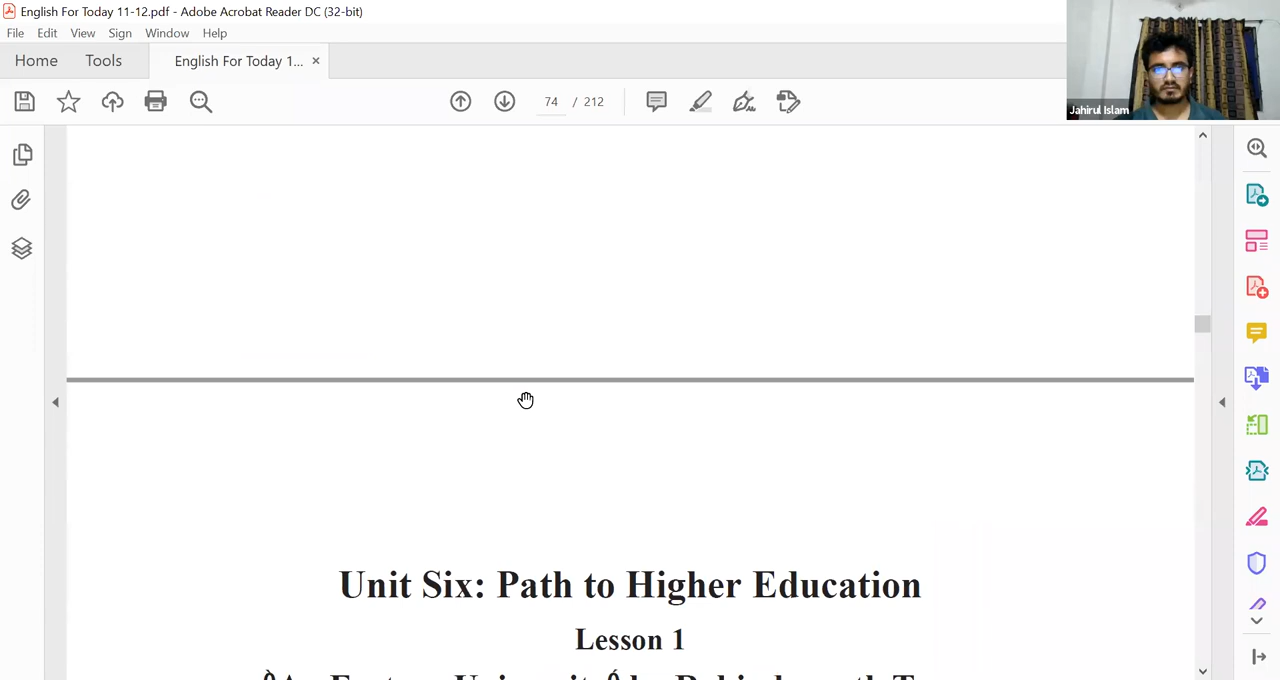 English For Today 11-12.pdf - Adobe Acrobat Reader DC (32-bit)
File Edit View Sign Window Help
Home Tools English For Today 1... ×
74 / 212
Jahirul Islam
Unit Six: Path to Higher Education
Lesson 1